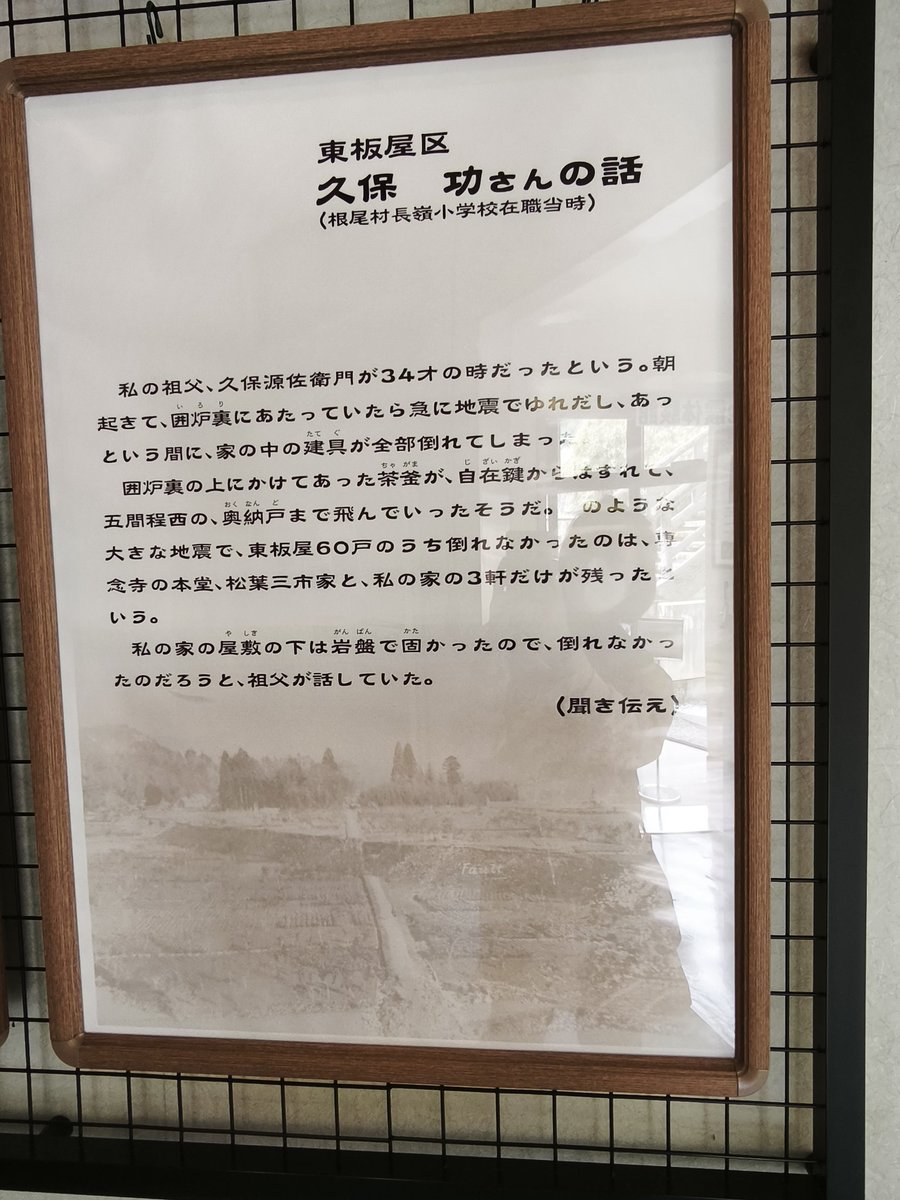 東板屋区
久保　功さんの話
(根尾村長嶺小学校在職当時)
私の祖父、久保源佐衛門が34才の時だったという。朝
起きて、囲炉裏にあたっていたら急に地震でゆれだし、あっ
という間に、家の中の建具が全部倒れてしまっ
囲炉裏の上にかけてあった茶釜が、自在鍵からはずれて、
五間程西の、奥納戸まで飛んでいったそうだ。 のような
大きな地震で、東板屋60戸のうち倒れなかったのは、専
念寺の本堂、松葉三市家と、私の家の3軒だけが残ったと
いう。
私の家の屋敷の下は岩盤で固かったので、倒れなかっ
たのだろうと、祖父が話していた。
(聞き伝え)